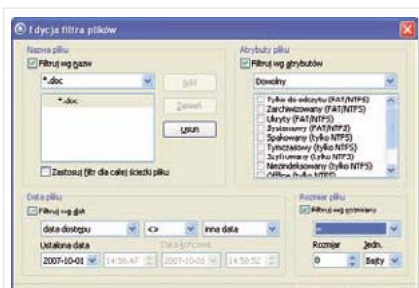 Edycja filtra plików
Nazwa pliku
Filtruj wg nazw
*.doc
Zamień
Usuń
*.doc
Zastosuj filtr dla całej ścieżki pliku
Atrybuty pliku
Filtruj wg atrybutów
Dowolny
Tylko do odczytu (FAT/NTFS)
Zarchiwizowany (FAT/NTFS)
Ukryty (FAT/NTFS)
Systemowy (FAT/NTFS)
Spakowany (tylko NTFS)
Tymczasowy (tylko NTFS)
Szyfrowany (tylko NTFS)
Nieindeksowany (tylko NTFS)
Offline (tylko NTFS)
Data pliku
Filtruj wg dat
data dostępu <> inna data
Ustalona data
Data końcowa
2007-10-01 14:56:47 2007-10-01 14:58:52
Rozmiar pliku
Filtruj wg rozmiaru
=
Rozmiar Jedn.
0 Bajty